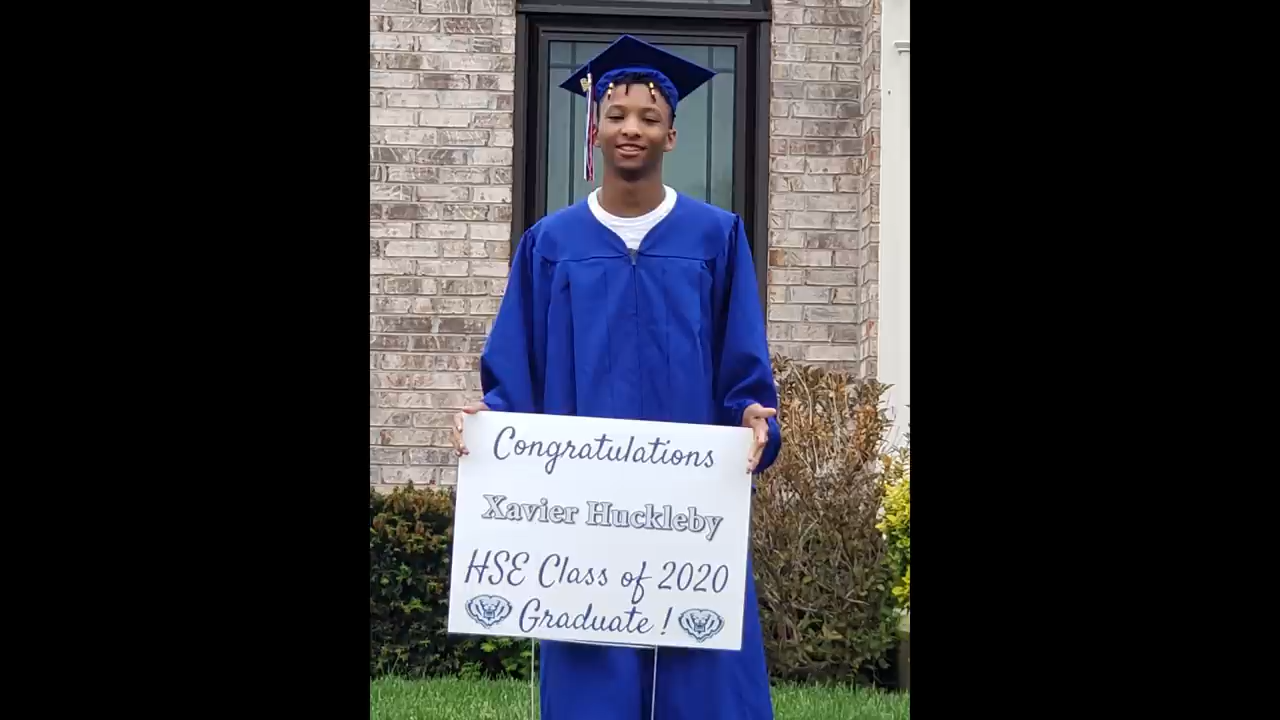 Congratulations
Xavier Huckleby
HSE Class of 2020
Graduate !